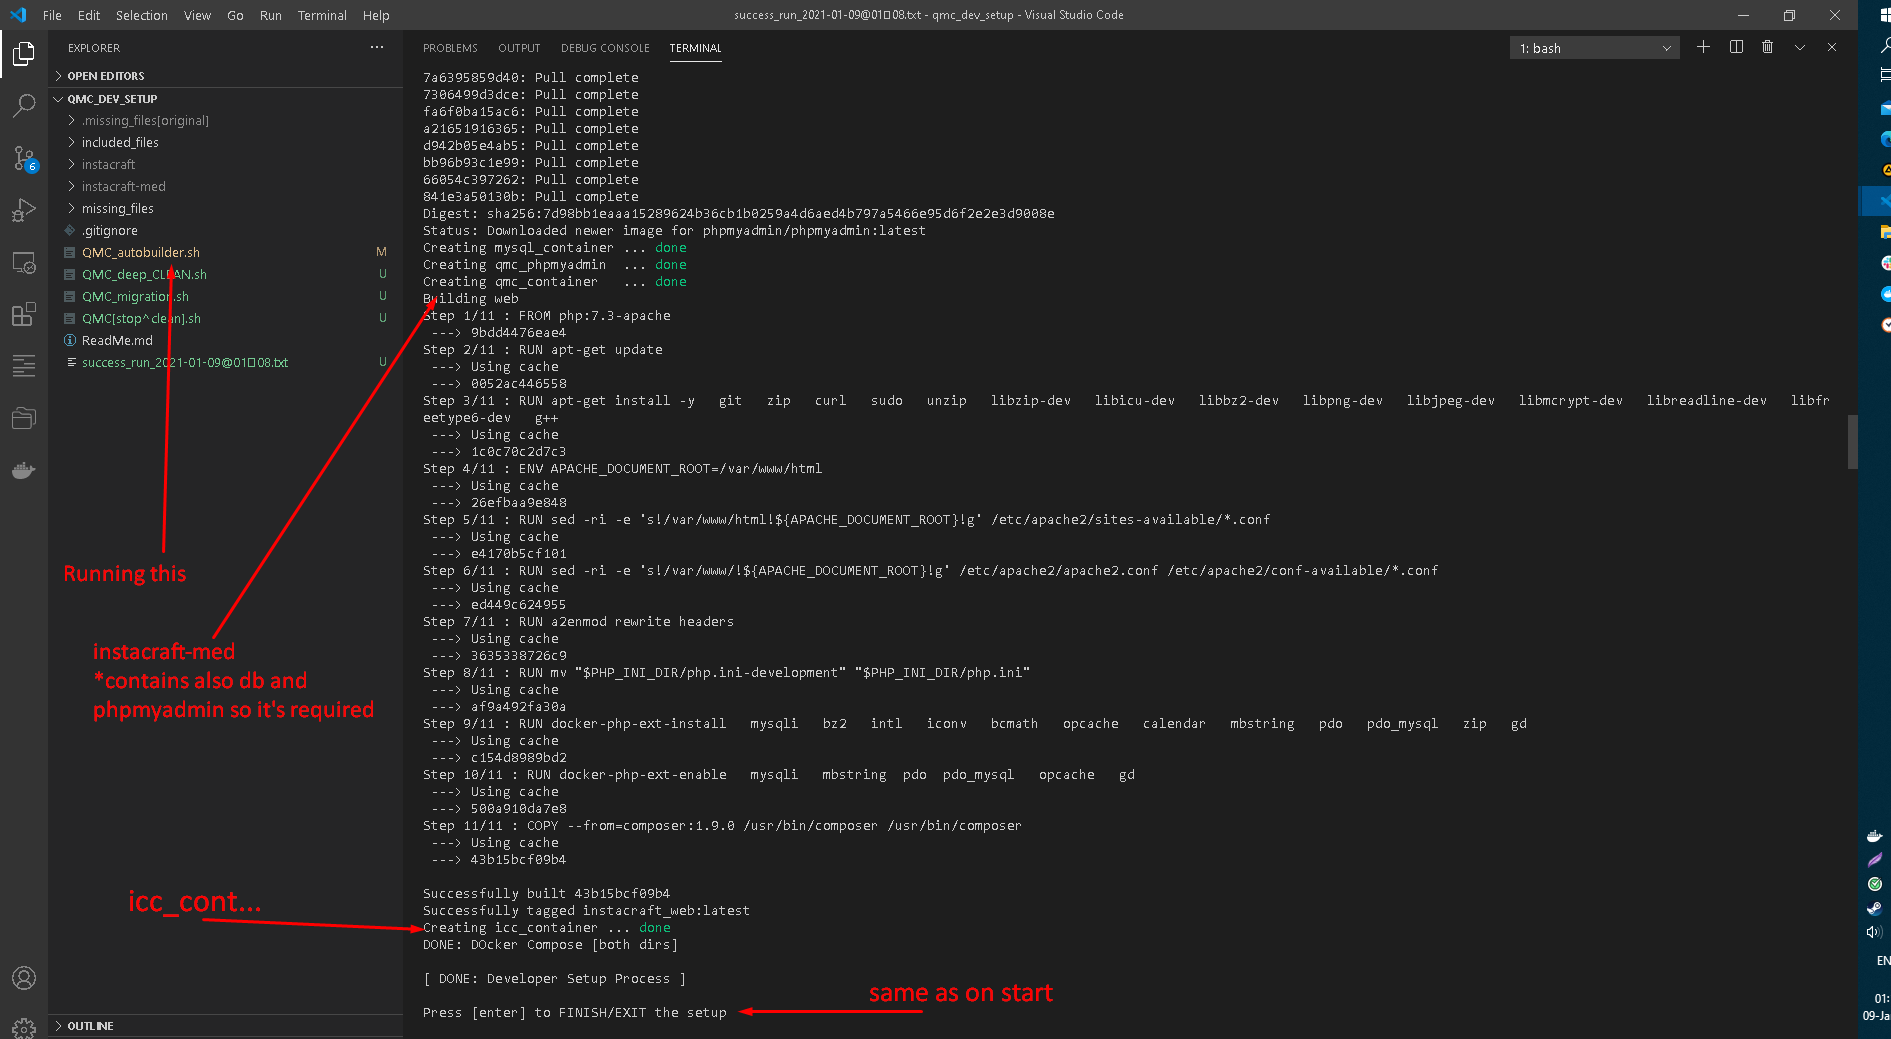 File Edit Selection View Go Run Terminal Help
success_run_2021-01-09@01□08.txt - qmc_dev_setup - Visual Studio Code
EXPLORER
OPEN EDITORS
QMC_DEV_SETUP
.missing_files[original]
included_files
instacraft
instacraft-med
missing_files
.gitignore
QMC_autobuilder.sh M
QMC_deep_CLEAN.sh U
QMC_migration.sh U
QMC[stop^clean].sh U
ReadMe.md
success_run_2021-01-09@01□08.txt U
6
Running this
instacraft-med
*contains also db and
phpmyadmin so it's required
icc_cont...
OUTLINE
PROBLEMS OUTPUT DEBUG CONSOLE TERMINAL
1: bash
7a6395859d40: Pull complete
7306499d3dce: Pull complete
fa6f0ba15ac6: Pull complete
a21651916365: Pull complete
d942b05e4ab5: Pull complete
bb96b93c1e99: Pull complete
66054c397262: Pull complete
841e3a50130b: Pull complete
Digest: sha256:7d98bb1eaaa15289624b36cb1b0259a4d6aed4b797a5466e95d6f2e2e3d9008e
Status: Downloaded newer image for phpmyadmin/phpmyadmin:latest
Creating mysql_container ... done
Creating qmc_phpmyadmin  ... done
Creating qmc_container   ... done
Building web
Step 1/11 : FROM php:7.3-apache
---> 9bdd4476eae4
Step 2/11 : RUN apt-get update
---> Using cache
---> 0052ac446558
Step 3/11 : RUN apt-get install -y   git   zip   curl   sudo   unzip   libzip-dev   libicu-dev   libbz2-dev   libpng-dev   libjpeg-dev   libmcrypt-dev   libreadline-dev   libfr
eetype6-dev   g++
---> Using cache
---> 1c0c70c2d7c3
Step 4/11 : ENV APACHE_DOCUMENT_ROOT=/var/www/html
---> Using cache
---> 26efbaa9e848
Step 5/11 : RUN sed -ri -e 's!/var/www/html!${APACHE_DOCUMENT_ROOT}!g' /etc/apache2/sites-available/*.conf
---> Using cache
---> e4170b5cf101
Step 6/11 : RUN sed -ri -e 's!/var/www/!${APACHE_DOCUMENT_ROOT}!g' /etc/apache2/apache2.conf /etc/apache2/conf-available/*.conf
---> Using cache
---> ed449c624955
Step 7/11 : RUN a2enmod rewrite headers
---> Using cache
---> 3635338726c9
Step 8/11 : RUN mv "$PHP_INI_DIR/php.ini-development" "$PHP_INI_DIR/php.ini"
---> Using cache
---> af9a492fa30a
Step 9/11 : RUN docker-php-ext-install   mysqli   bz2   intl   iconv   bcmath   opcache   calendar   mbstring   pdo   pdo_mysql   zip   gd
---> Using cache
---> c154d8989bd2
Step 10/11 : RUN docker-php-ext-enable   mysqli   mbstring  pdo  pdo_mysql   opcache   gd
---> Using cache
---> 500a910da7e8
Step 11/11 : COPY --from=composer:1.9.0 /usr/bin/composer /usr/bin/composer
---> Using cache
---> 43b15bcf09b4
Successfully built 43b15bcf09b4
Successfully tagged instacraft_web:latest
Creating icc_container ... done
DONE: DOcker Compose [both dirs]
[ DONE: Developer Setup Process ]
same as on start
Press [enter] to FINISH/EXIT the setup
EN
01:
09-Ja